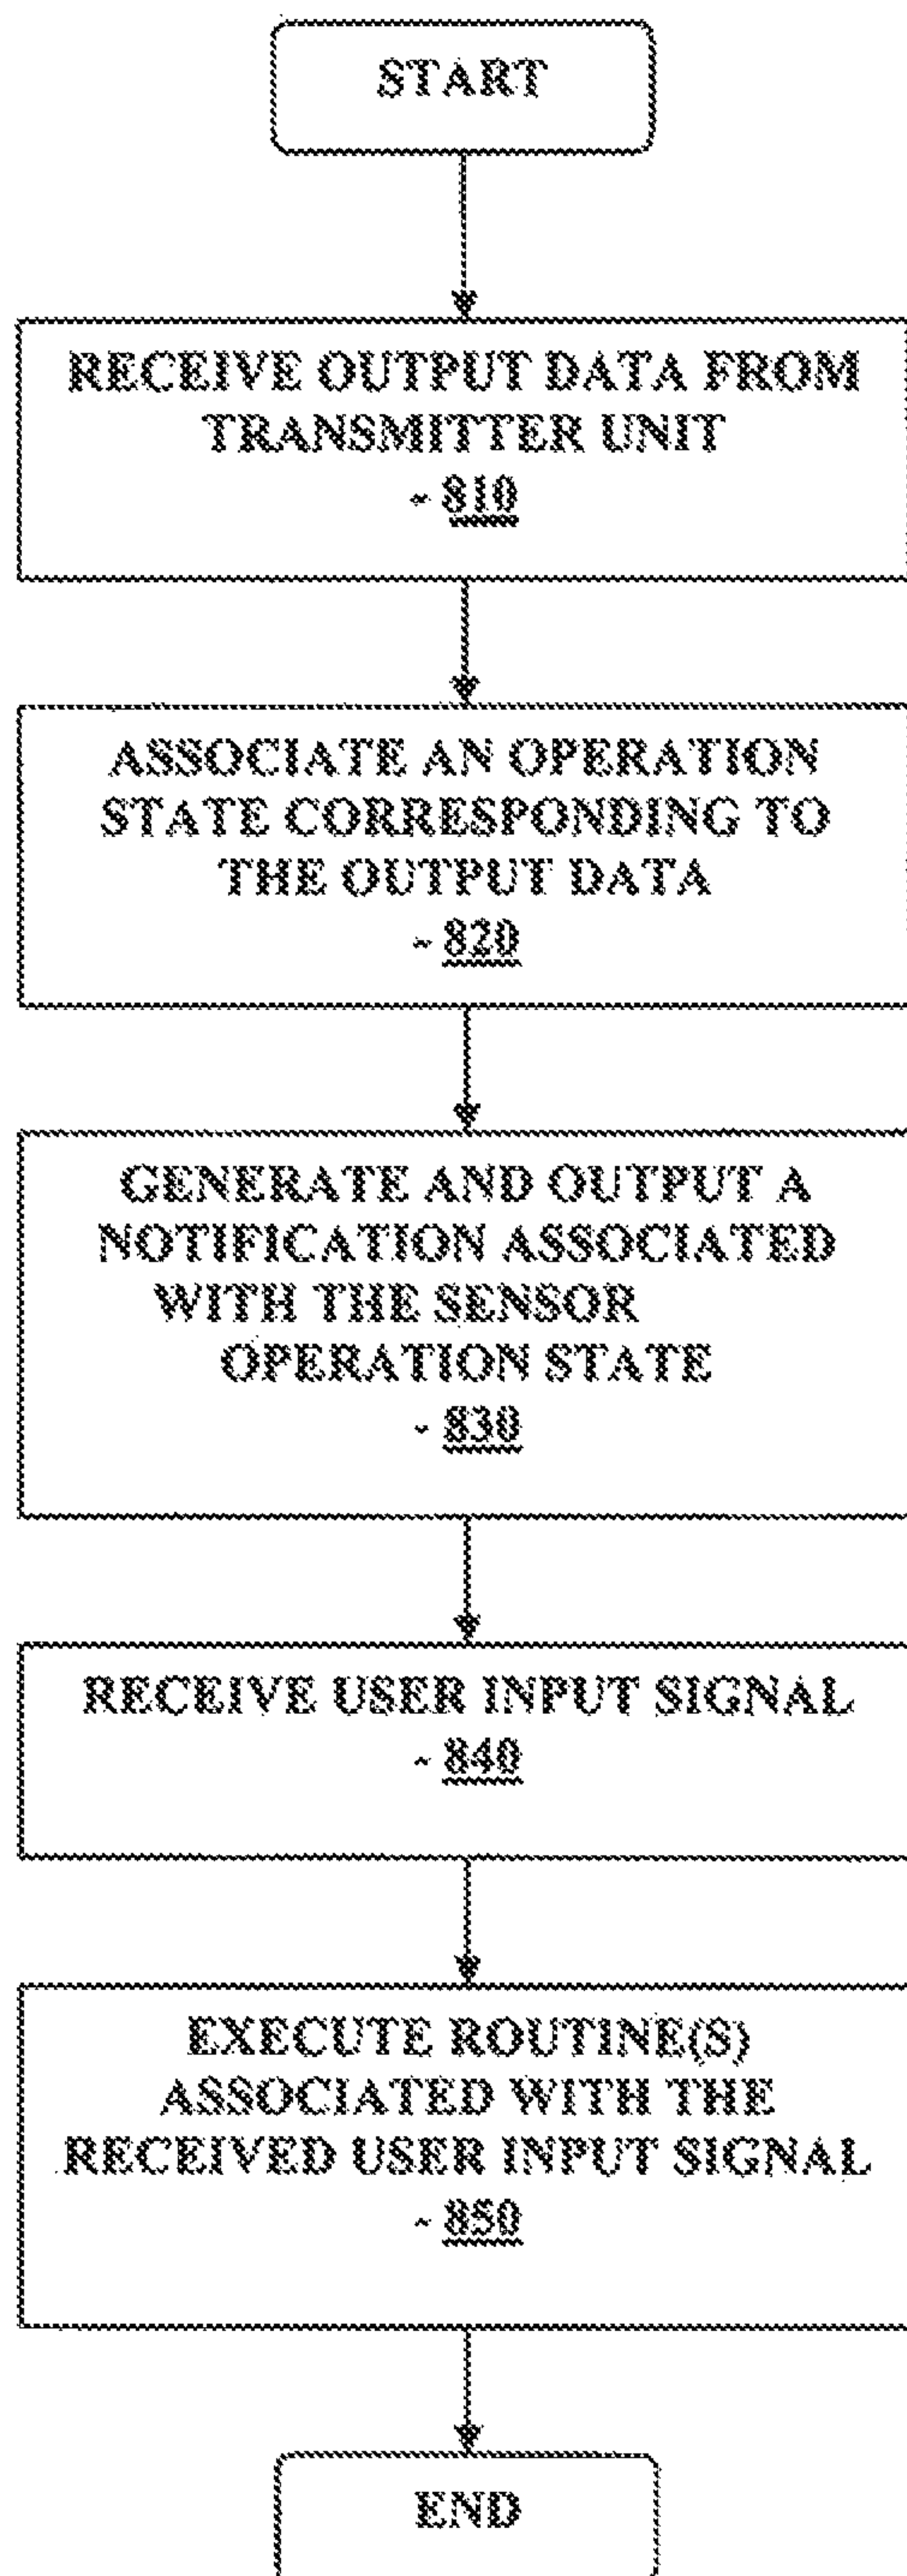 START
RECEIVE OUTPUT DATA FROM
TRANSMITTER UNIT
- 810
ASSOCIATE AN OPERATION
STATE CORRESPONDING TO
THE OUTPUT DATA
- 820
GENERATE AND OUTPUT A
NOTIFICATION ASSOCIATED
WITH THE SENSOR
OPERATION STATE
- 830
RECEIVE USER INPUT SIGNAL
- 840
EXECUTE ROUTINE(S)
ASSOCIATED WITH THE
RECEIVED USER INPUT SIGNAL
- 850
END